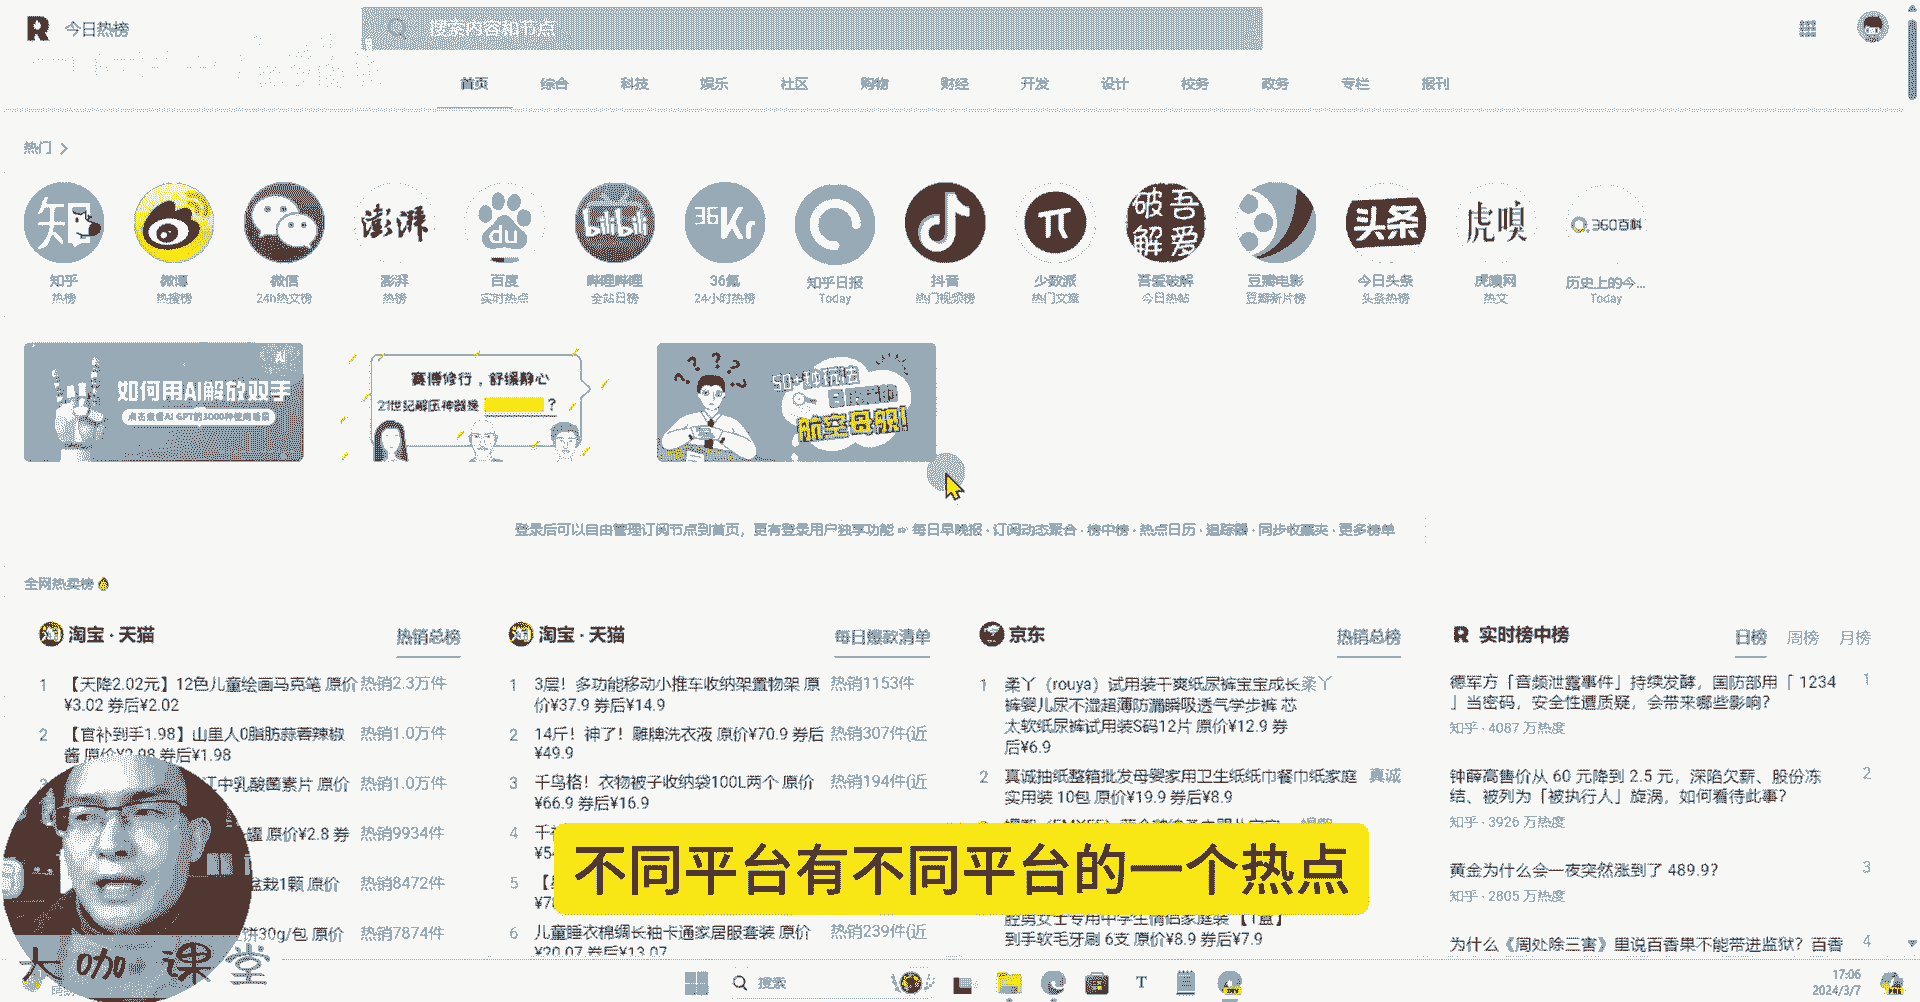 今日热榜
搜索内容和节点
首页 综合 科技 娱乐 社区 购物 财经 开发 设计 校务 政务 专栏 报刊
热门
知
澎湃
du
bilibili
36Kr
吾爱破解
头条
虎嗅
360百科
知乎 微博 微信 澎湃 百度 哔哩哔哩 36氪 知乎日报 抖音 少数派 吾爱破解 豆瓣电影 今日头条 虎嗅网 历史上的今...
热榜 热搜榜 24h热文榜 热榜 实时热点 全站日榜 24小时热榜 Today 热门视频榜 热门文章 今日热帖 豆瓣新片榜 头条热榜 热文 Today
AI
如何用AI解放双手
赛博修行，舒缓静心
？
航空母舰!
登录后可以自由管理订阅节点到首页，更有登录用户独享功能 每日早晚报 · 订阅动态聚合 · 榜中榜 · 热点日历 · 追踪器 · 同步收藏夹 · 更多榜单
全网热卖榜
淘宝 · 天猫 热销总榜
1 【天降2.02元】12色儿童绘画马克笔 原价 热销2.3万件
¥3.02 券后¥2.02
2 【官补到手1.98】山里人0脂肪蒜蓉辣椒 热销1.0万件
酱 原价¥2.98 券后¥1.98
江中乳酸菌素片 原价 热销1.0万件
罐 原价¥2.8 券 热销9934件
盆栽1颗 原价 热销8472件
饼30g/包 原价 热销7874件
淘宝 · 天猫 每日爆款清单
1 3层！多功能移动小推车收纳架置物架 原 热销1153件
价¥37.9 券后¥14.9
2 14斤！神了！雕牌洗衣液 原价¥70.9 券后 热销307件(近
¥49.9
3 千鸟格！衣物被子收纳袋100L两个 原价 热销194件(近
¥66.9 券后¥16.9
4
5
6 儿童睡衣棉绸长袖卡通家居服套装 原价 热销239件(近
¥20.07 券后¥13.07
京东 热销总榜
1 柔丫（rouya）试用装干爽纸尿裤宝宝成长 柔丫
裤婴儿尿不湿超薄防漏瞬吸透气学步裤 芯
太软纸尿裤试用装S码12片 原价¥12.9 券
后¥6.9
2 真诚抽纸整箱批发母婴家用卫生纸纸巾餐巾纸家庭 真诚
实用装 10包 原价¥19.9 券后¥8.9
腔男女士专用中学生情侣家庭装 【1盒】
到手软毛牙刷 6支 原价¥8.9 券后¥7.9
实时榜中榜 日榜 周榜 月榜
德军方「音频泄露事件」持续发酵，国防部用「 1234 1
」当密码，安全性遭质疑，会带来哪些影响？
知乎 · 4087 万热度
钟薛高售价从 60 元降到 2.5 元，深陷欠薪、股份冻 2
结、被列为「被执行人」旋涡，如何看待此事？
知乎 · 3926 万热度
黄金为什么会一夜突然涨到了 489.9？ 3
知乎 · 2805 万热度
为什么《周处除三害》里说百香果不能带进监狱？百香 4
不同平台有不同平台的一个热点
大咖课堂
搜索
17:06
2024/3/7